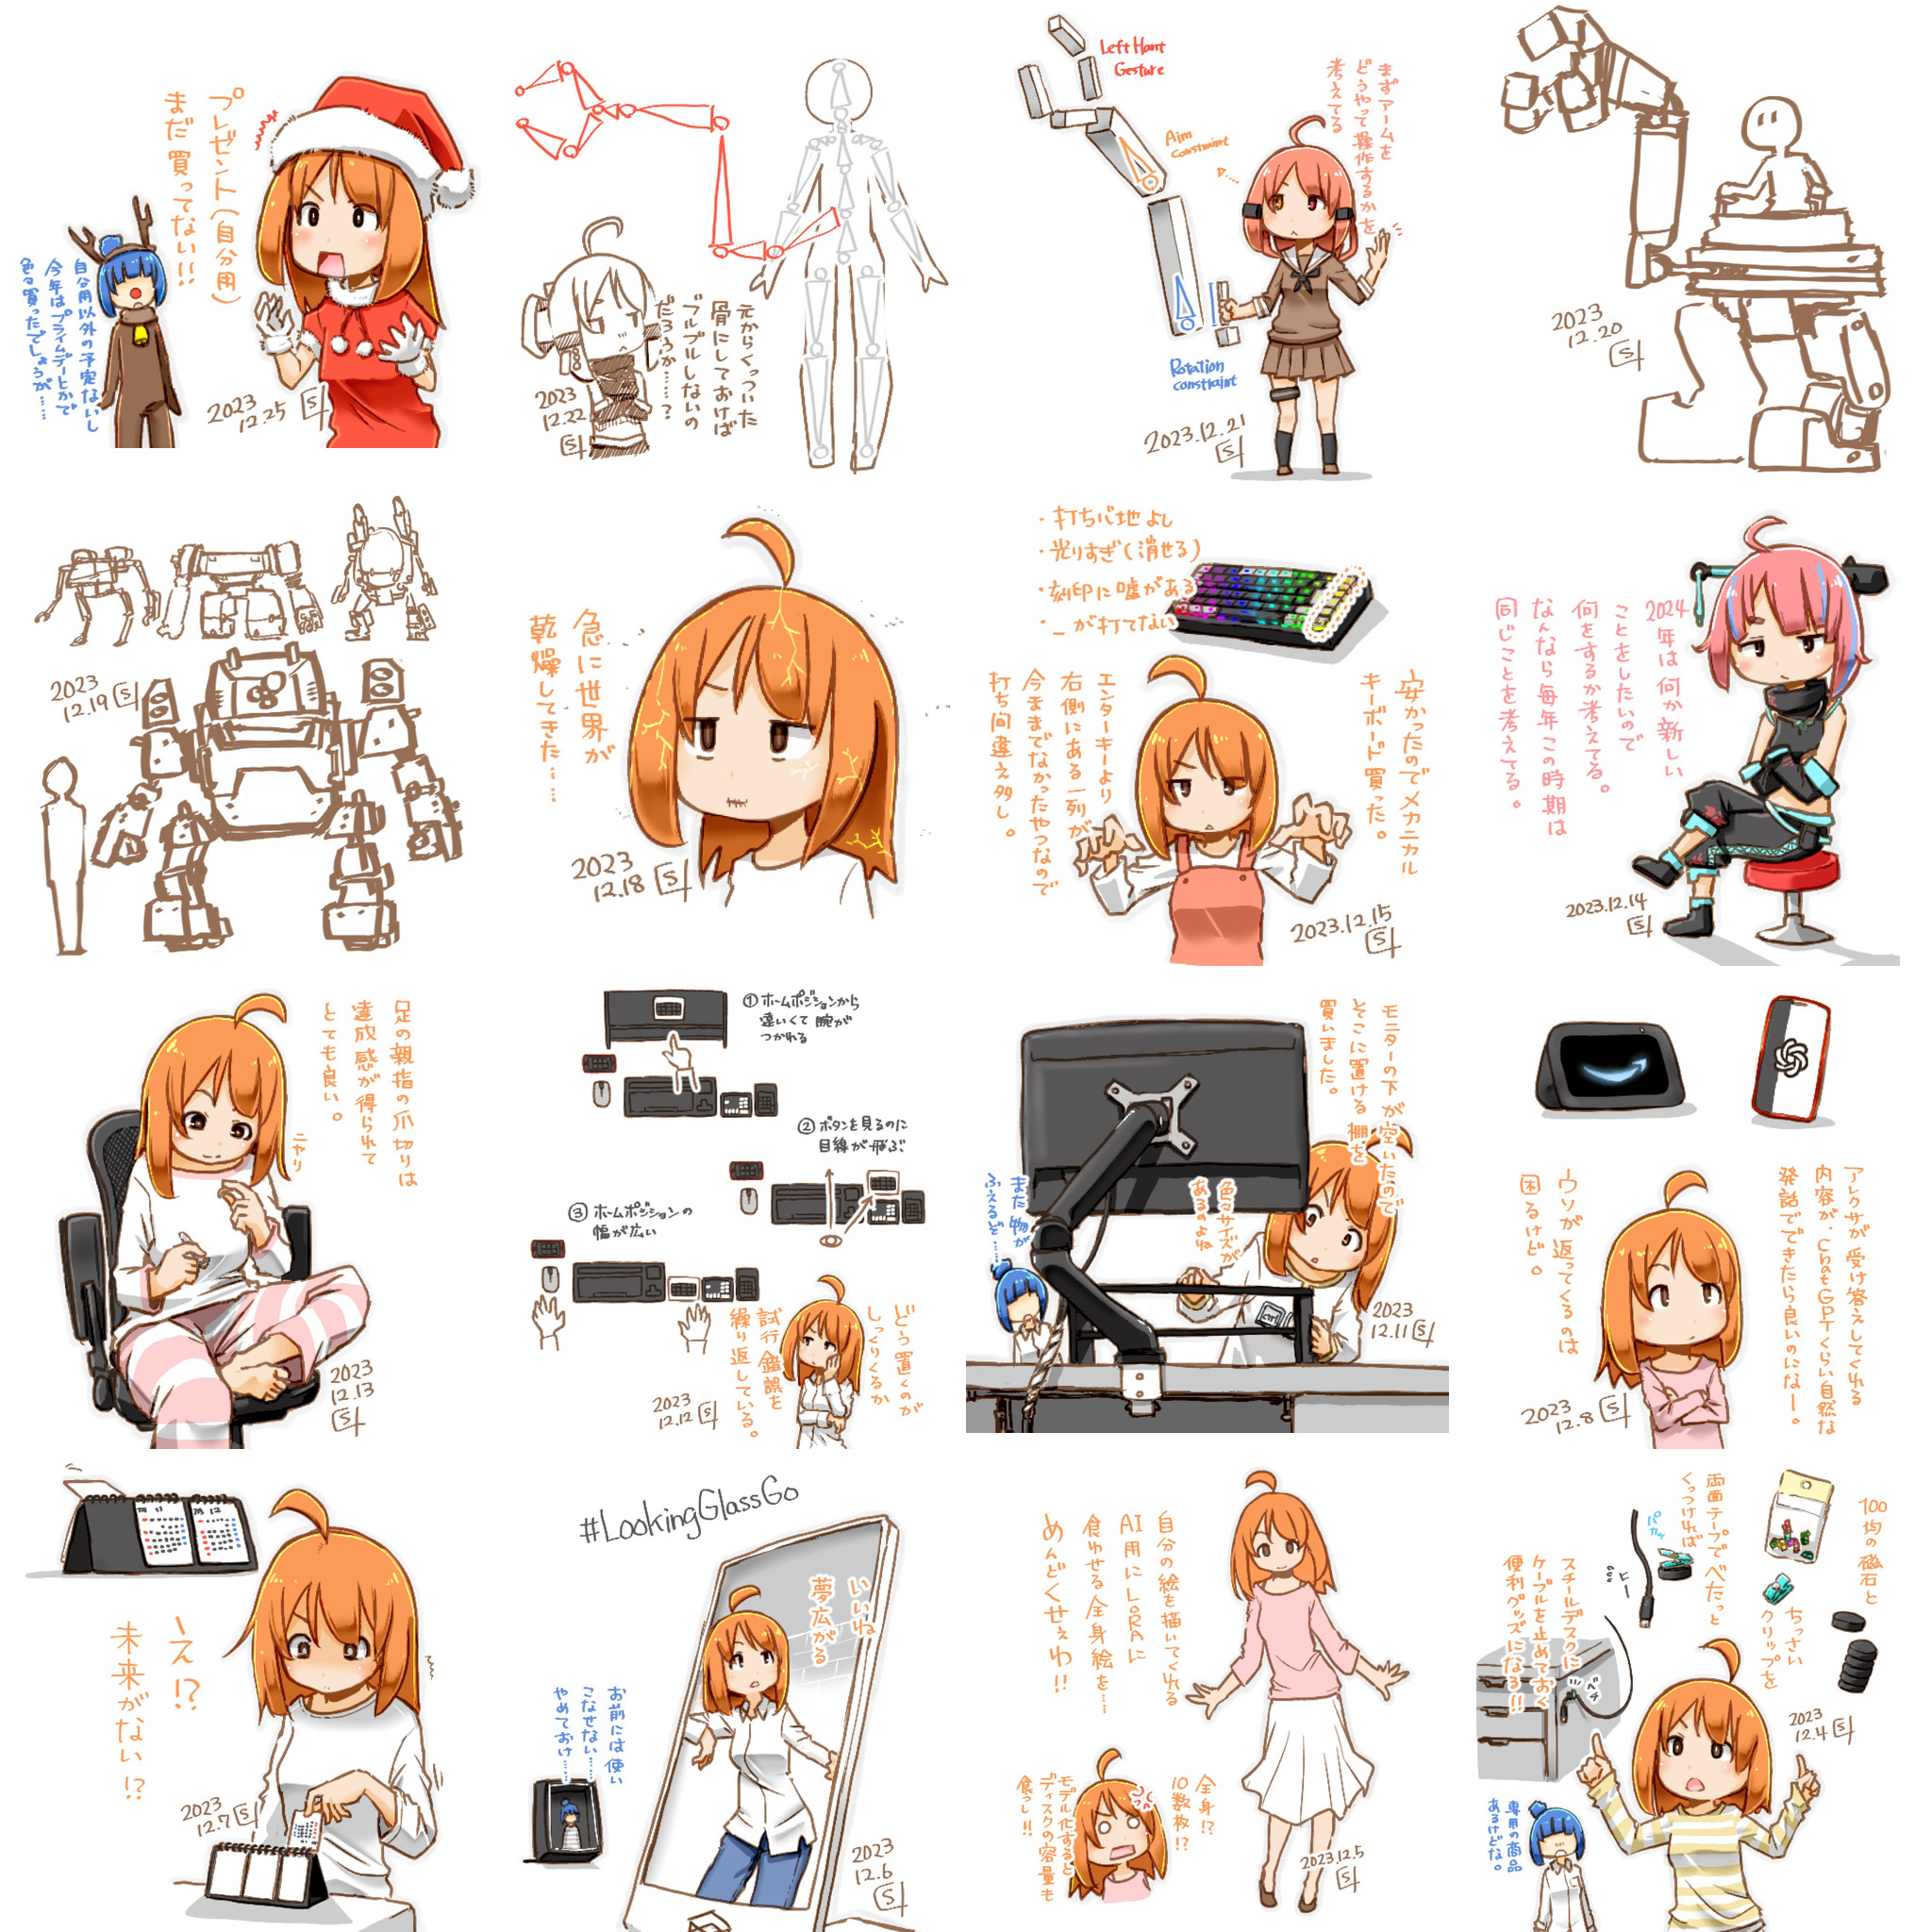 プレゼント(自分用)
まだ買ってない!!
自分用以外の予定ないし
今年はプライムデーとかで
色々買ったでしょうが……
2023
12.25
元からくっついた
骨にしておけば
プルプルしないの
だろうか……?
2023
12.22
Left Hant
Gesture
Aim
constraint
Rotation
constraint
まずアームを
どうやって操作するかを
考えてる
2023.12.21
2023
12.20
2023
12.19
急に世界が
乾燥してきた…
2023
12.18
・打ち心地よし
・光りすぎ(消せる)
・刻印に嘘がある
・_が打てない
安かったのでメカニカル
キーボード買った。
エンターキーより
右側にある一列が
今までなかったやつなので
打ち間違え多し。
2023.12.15
2024年は何か新しい
ことをしたいので
何をするか考えてる。
なんなら毎年この時期は
同じことを考えてる。
2023.12.14
足の親指の爪切りは
達成感が得られて
とても良い。
ニヤリ
2023
12.13
①ホームポジションから
遠いくて腕が
つかれる
②ボタンを見るのに
目線が飛ぶ
③ホームポジションの
幅が広い
どう置くのが
しっくりくるか
試行錯誤を
繰り返している。
2023
12.12
モニターの下が空いたので
そこに置ける棚を
買いました。
色々サイズが
あるのよね
また物が
ふえるぞ……
2023
12.11
アレクサが受け答えしてくれる
内容が、ChatGPTくらい自然な
発話でできたら良いのになー。
ウソが返ってくるのは
困るけど。
2023
12.8
え!?
未来がない!?
2023
12.7
#LookingGlassGo
いいね
夢広がる
お前には使い
こなせない……
やめておけ……
2023
12.6
自分の絵を描いてくれる
AI用にLoRAに
食わせる全身絵を…
めんどくせぇわ!!
全身!?
10数枚!?
モデル化すると
ディスクの容量も
食うし!!
2023.12.5
100均の磁石と
ちっさい
クリップを
両面テープでべたっと
くっつければ
パカッ
スチールデスクに
ケーブルを止めておく
便利グッズになる!!
専用の商品
あるけどな。
2023
12.4